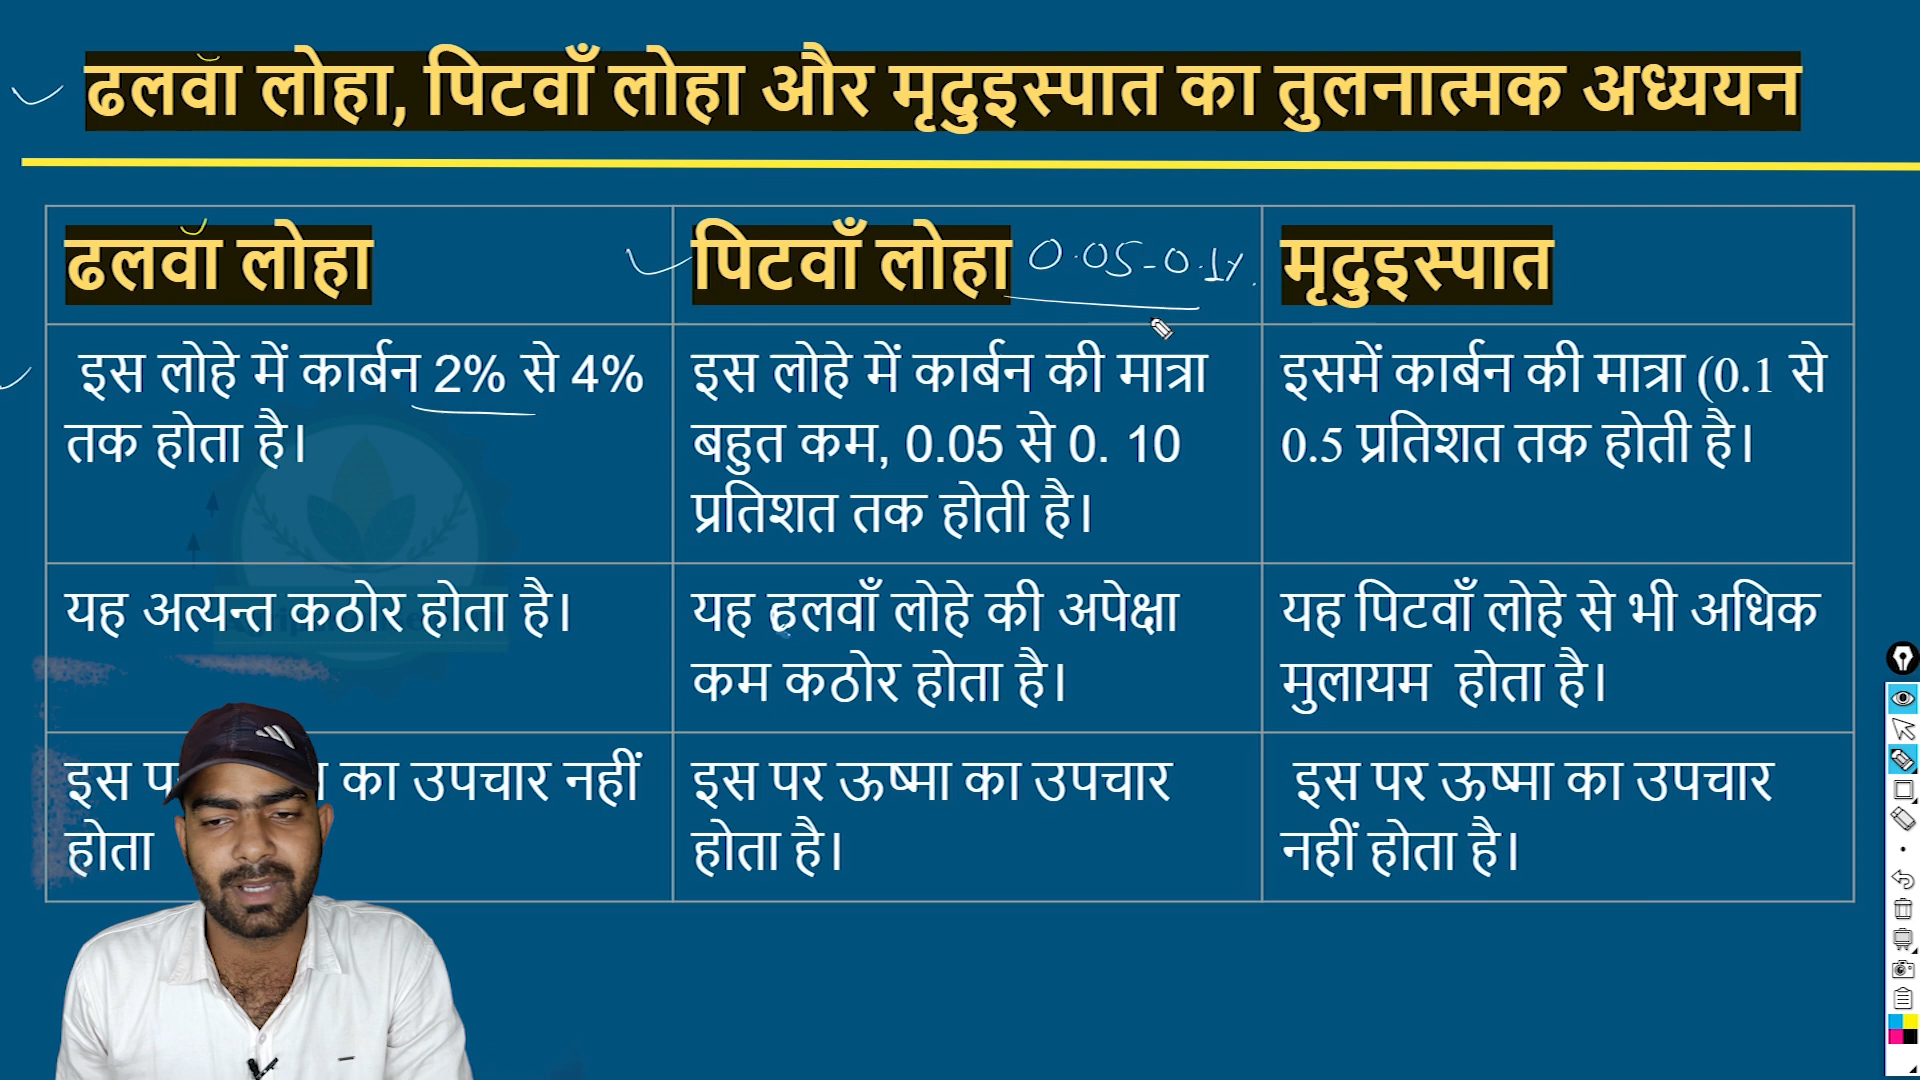 ढलवाँ लोहा, पिटवाँ लोहा और मृदुइस्पात का तुलनात्मक अध्ययन
ढलवाँ लोहा
पिटवाँ लोहा 0.05-0.1%.
मृदुइस्पात
इस लोहे में कार्बन 2% से 4%
तक होता है।
इस लोहे में कार्बन की मात्रा
बहुत कम, 0.05 से 0. 10
प्रतिशत तक होती है।
इसमें कार्बन की मात्रा (0.1 से
0.5 प्रतिशत तक होती है।
यह अत्यन्त कठोर होता है।
यह ढलवाँ लोहे की अपेक्षा
कम कठोर होता है।
यह पिटवाँ लोहे से भी अधिक
मुलायम होता है।
इस का उपचार नहीं
होता
इस पर ऊष्मा का उपचार
होता है।
इस पर ऊष्मा का उपचार
नहीं होता है।